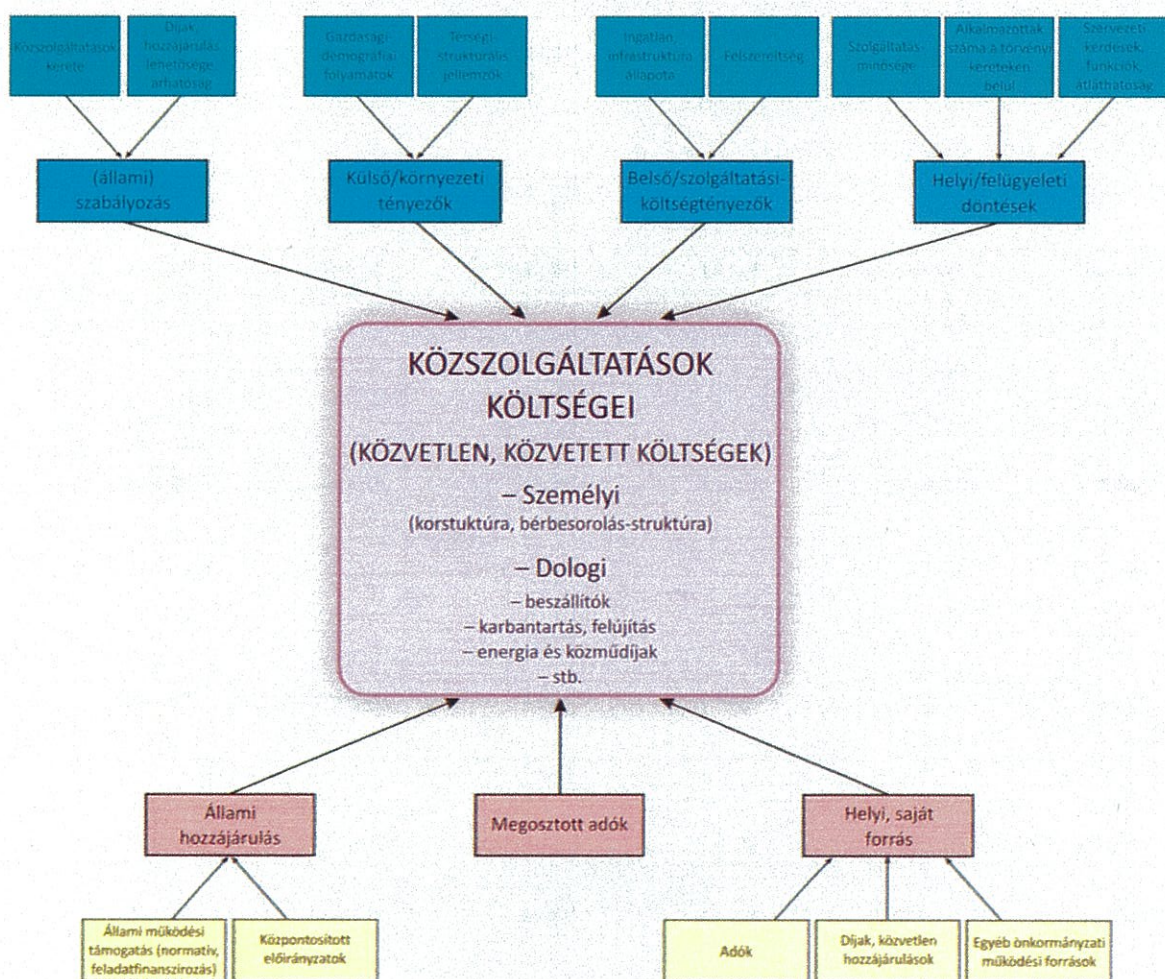 Közszolgáltatások
kerete
Díjak,
hozzájárulás
lehetősége
árhatóság
Gazdasági-
demográfiai
folyamatok
Térségi-
strukturális
jellemzők
Ingatlan
infrastruktúra
állapota
Felszereltség
Szolgáltatás-
minősége
Alkalmazottak
száma a törvényi
kereteken
belül
Szervezeti
kérdések,
funkciók,
átláthatóság
(állami)
szabályozás
Külső/környezeti
tényezők
Belső/szolgáltatási-
költségtényezők
Helyi/felügyeleti
döntések
KÖZSZOLGÁLTATÁSOK
KÖLTSÉGEI
(KÖZVETLEN, KÖZVETETT KÖLTSÉGEK)
– Személyi
(korstuktúra, bérbesorolás-struktúra)
– Dologi
– beszállítók
– karbantartás, felújítás
– energia és közműdíjak
– stb.
Állami
hozzájárulás
Megosztott adók
Helyi, saját
forrás
Állami működési
támogatás (normatív,
feladatfinanszírozás)
Központosított
előirányzatok
Adók
Díjak, közvetlen
hozzájárulások
Egyéb önkormányzati
működési források